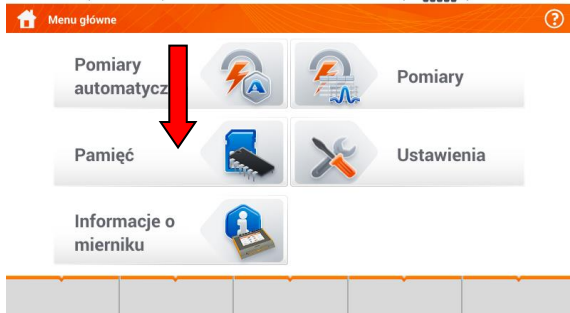 Menu główne
?
Pomiary
automatycz
Pomiary
A
Pamięć
Ustawienia
Informacje o
mierniku